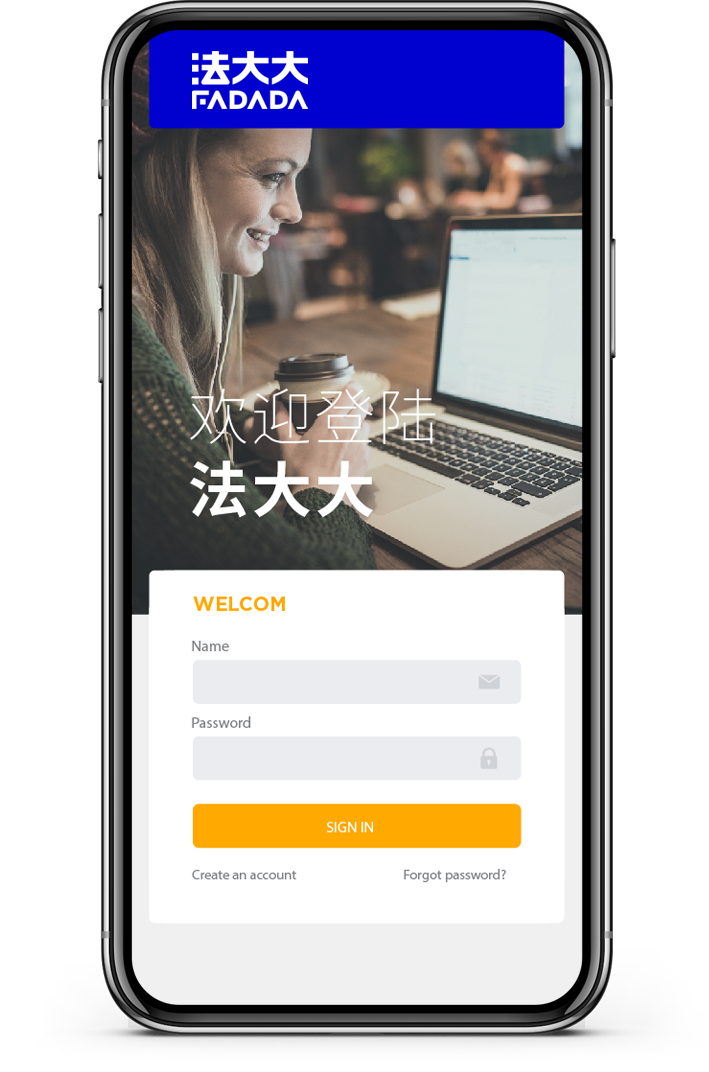 法大大
FADADA
欢迎登陆
法大大
WELCOM
Name
Password
SIGN IN
Create an account
Forgot password?